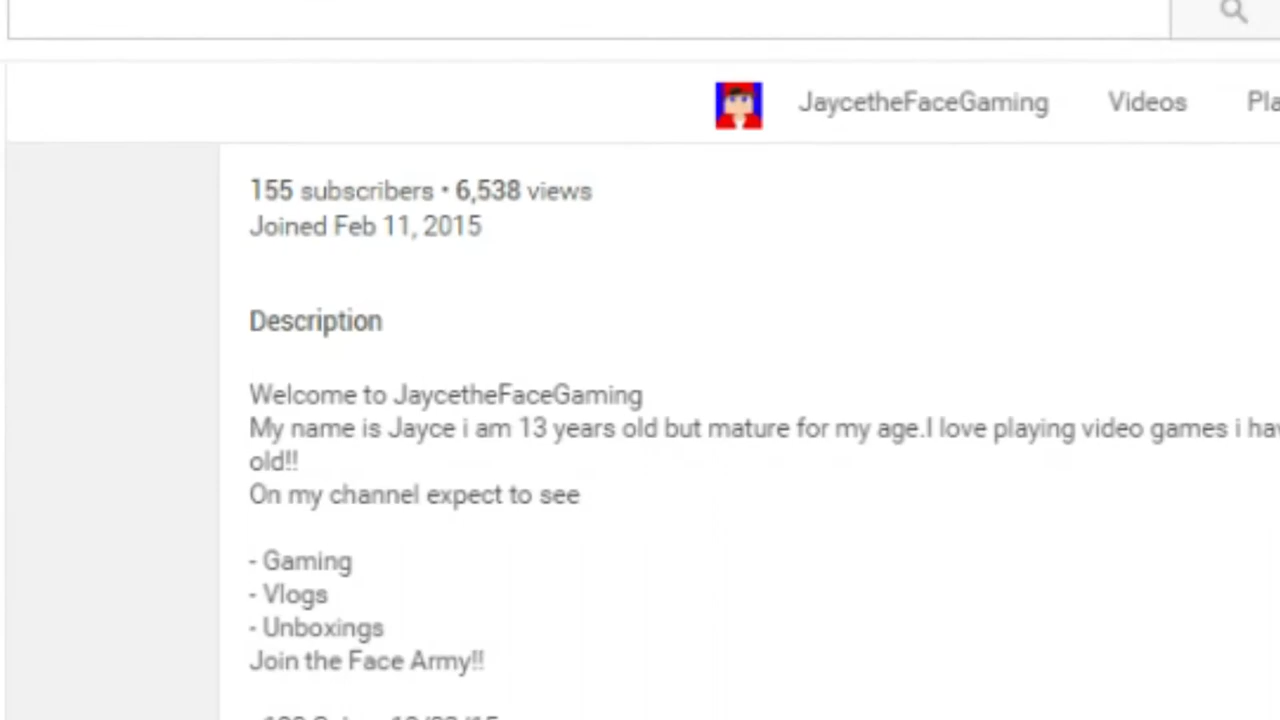 JaycetheFaceGaming Videos
155 subscribers • 6,538 views
Joined Feb 11, 2015
Description
Welcome to JaycetheFaceGaming
My name is Jayce i am 13 years old but mature for my age.I love playing video games i
old!!
On my channel expect to see
- Gaming
- Vlogs
- Unboxings
Join the Face Army!!